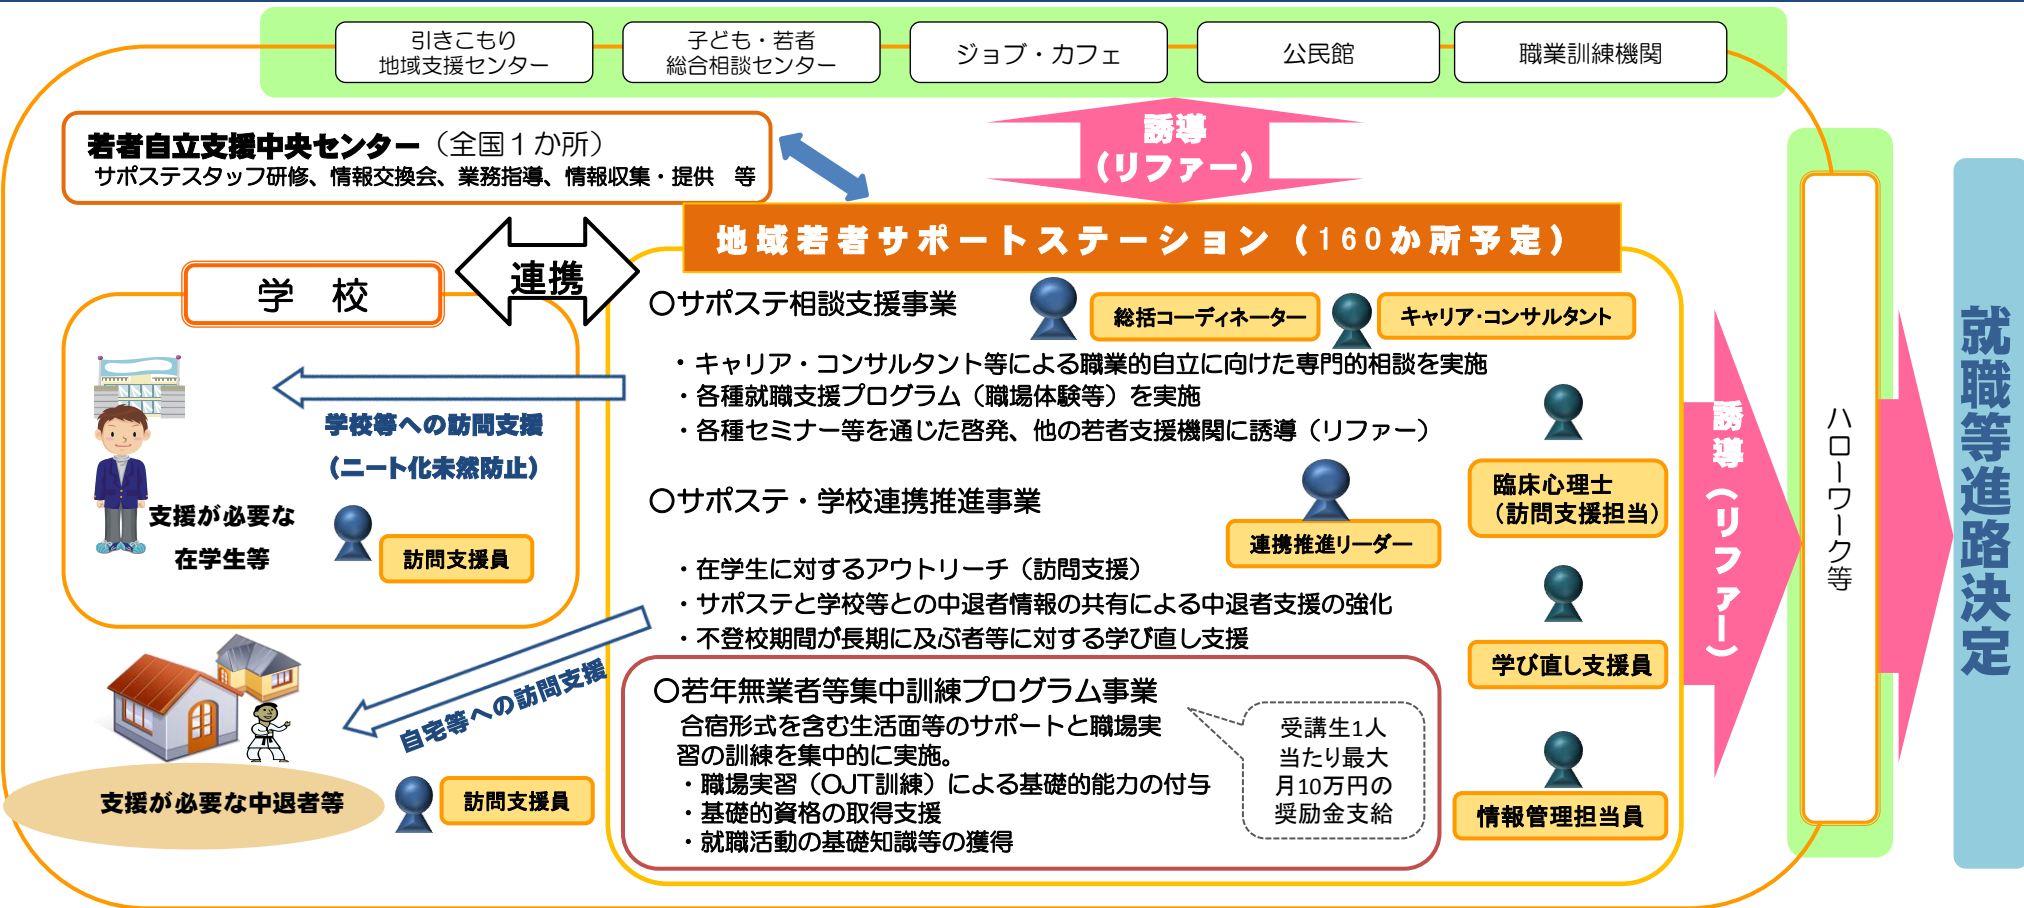 引きこもり
地域支援センター
子ども・若者
総合相談センター
ジョブ・カフェ
公民館
職業訓練機関
若者自立支援中央センター（全国１か所）
サポステスタッフ研修、情報交換会、業務指導、情報収集・提供　等
誘導
（リファー）
地域若者サポートステーション（160か所予定）
連携
学　校
学校等への訪問支援
（ニート化未然防止）
支援が必要な
在学生等
訪問支援員
自宅等への訪問支援
支援が必要な中退者等
訪問支援員
〇サポステ相談支援事業
総括コーディネーター
キャリア・コンサルタント
・キャリア・コンサルタント等による職業的自立に向けた専門的相談を実施
・各種就職支援プログラム（職場体験等）を実施
・各種セミナー等を通じた啓発、他の若者支援機関に誘導（リファー）
〇サポステ・学校連携推進事業
連携推進リーダー
臨床心理士
（訪問支援担当）
・在学生に対するアウトリーチ（訪問支援）
・サポステと学校等との中退者情報の共有による中退者支援の強化
・不登校期間が長期に及ぶ者等に対する学び直し支援
学び直し支援員
〇若年無業者等集中訓練プログラム事業
合宿形式を含む生活面等のサポートと職場実
習の訓練を集中的に実施。
・職場実習（OJT訓練）による基礎的能力の付与
・基礎的資格の取得支援
・就職活動の基礎知識等の獲得
受講生1人
当たり最大
月10万円の
奨励金支給
情報管理担当員
誘導（リファー）
ハローワーク等
就職等進路決定